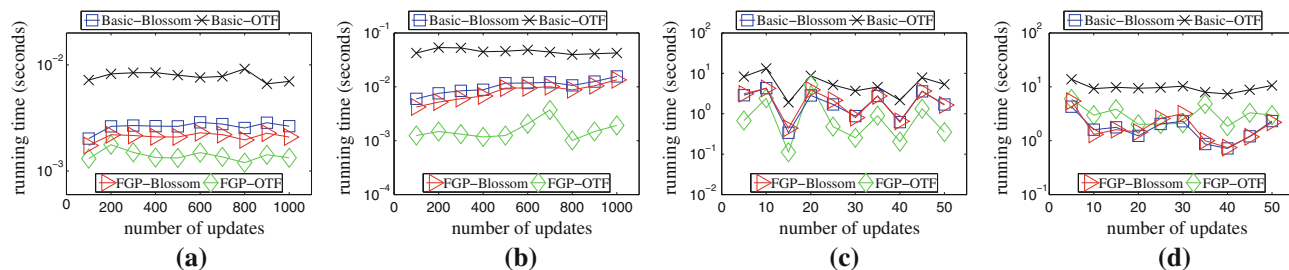 Basic−Blossom Basic−OTF
running time (seconds)
10^−2
10^−3
FGP−Blossom FGP−OTF
0 200 400 600 800 1000
number of updates
(a)
Basic−Blossom Basic−OTF
running time (seconds)
10^−1
10^−2
10^−3
10^−4
FGP−Blossom FGP−OTF
0 200 400 600 800 1000
number of updates
(b)
Basic−Blossom Basic−OTF
running time (seconds)
10^2
10^1
10^0
10^−1
10^−2
FGP−Blossom FGP−OTF
0 10 20 30 40 50
number of updates
(c)
Basic−Blossom Basic−OTF
running time (seconds)
10^2
10^1
10^0
10^−1
FGP−Blossom FGP−OTF
0 10 20 30 40 50
number of updates
(d)